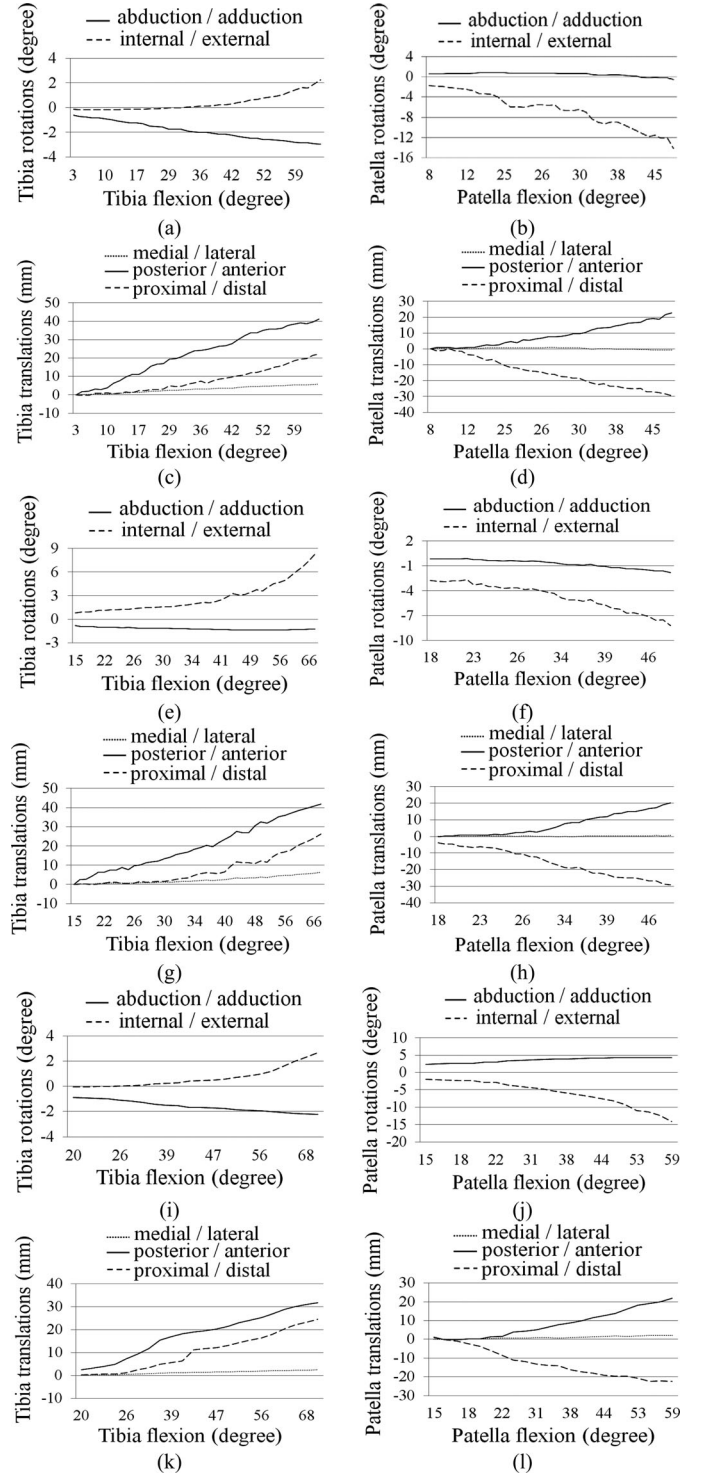 abduction / adduction
internal / external
Tibia rotations (degree)
4
2
0
-2
-4
3 10 17 29 36 42 52 59
Tibia flexion (degree)
(a)
abduction / adduction
internal / external
Patella rotations (degree)
4
0
-4
-8
-12
-16
8 12 25 26 30 38 45
Patella flexion (degree)
(b)
medial / lateral
posterior / anterior
proximal / distal
Tibia translations (mm)
50
40
30
20
10
0
-10
3 10 17 29 36 42 52 59
Tibia flexion (degree)
(c)
medial / lateral
posterior / anterior
proximal / distal
Patella translations (mm)
30
20
10
0
-10
-20
-30
-40
8 12 25 26 30 38 45
Patella flexion (degree)
(d)
abduction / adduction
internal / external
Tibia rotations (degree)
9
6
3
0
-3
15 22 26 30 34 41 49 58 66
Tibia flexion (degree)
(e)
abduction / adduction
internal / external
Patella rotations (degree)
2
-1
-4
-7
-10
18 23 26 34 39 46
Patella flexion (degree)
(f)
medial / lateral
posterior / anterior
proximal / distal
Tibia translations (mm)
50
40
30
20
10
0
-10
15 20 24 30 36 40 48 56 66
Tibia flexion (degree)
(g)
medial / lateral
posterior / anterior
proximal / distal
Patella translations (mm)
30
20
10
0
-10
-20
-30
-40
18 23 26 34 39 46
Patella flexion (degree)
(h)
abduction / adduction
internal / external
Tibia rotations (degree)
4
2
0
-2
-4
20 26 39 47 56 68
Tibia flexion (degree)
(i)
abduction / adduction
internal / external
Patella rotations (degree)
10
5
0
-5
-10
-15
-20
15 18 22 31 38 44 53 59
Patella flexion (degree)
(j)
medial / lateral
posterior / anterior
proximal / distal
Tibia translations (mm)
40
30
20
10
0
-10
20 26 39 47 56 68
Tibia flexion (degree)
(k)
medial / lateral
posterior / anterior
proximal / distal
Patella translations (mm)
30
20
10
0
-10
-20
-30
15 18 22 31 38 44 53 59
Patella flexion (degree)
(l)